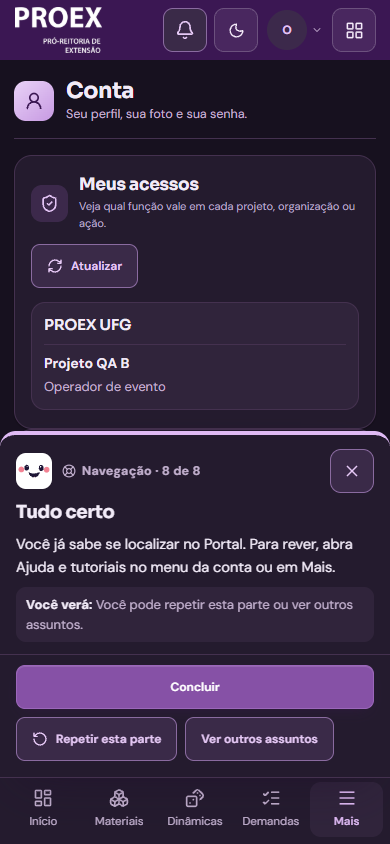 PROEX
PRÓ-REITORIA DE
EXTENSÃO
O
Conta
Seu perfil, sua foto e sua senha.
Meus acessos
Veja qual função vale em cada projeto, organização ou
ação.
Atualizar
PROEX UFG
Projeto QA B
Operador de evento
Navegação · 8 de 8
Tudo certo
Você já sabe se localizar no Portal. Para rever, abra
Ajuda e tutoriais no menu da conta ou em Mais.
Você verá: Você pode repetir esta parte ou ver outros
assuntos.
Concluir
Repetir esta parte
Ver outros assuntos
Início
Materiais
Dinâmicas
Demandas
Mais